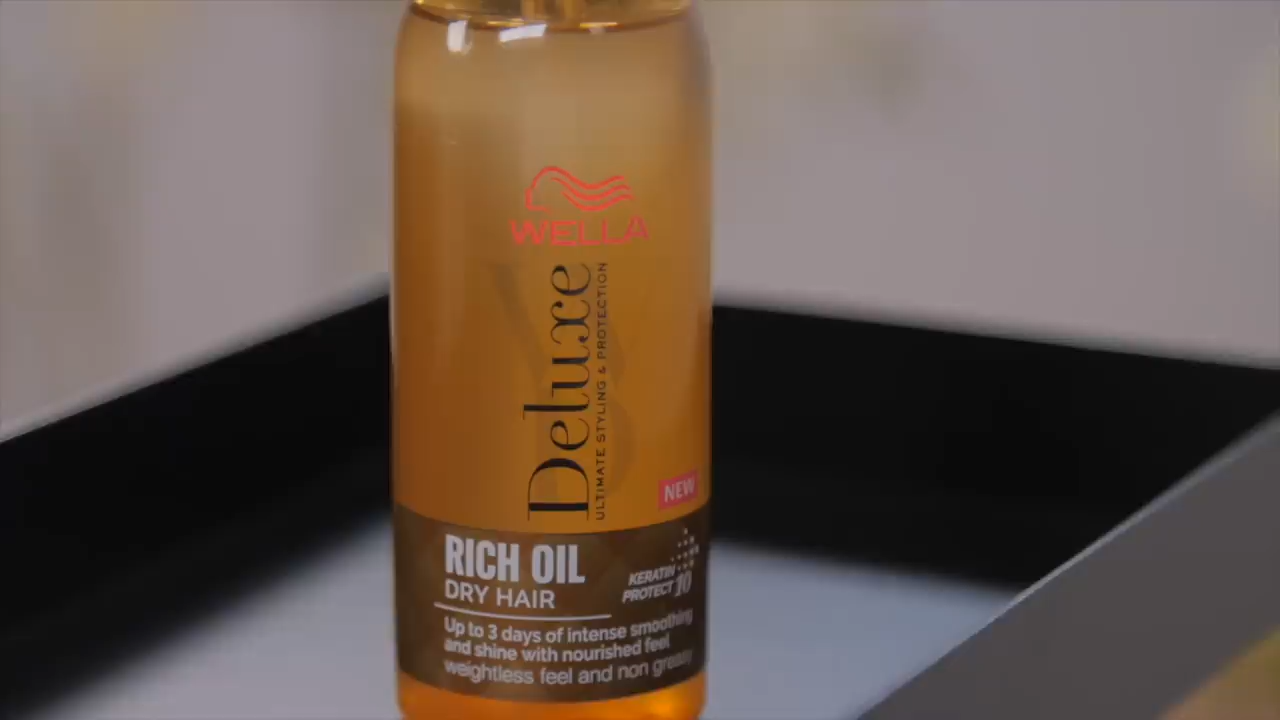 WELLA
Deluxe
ULTIMATE STYLING & PROTECTION
NEW
RICH OIL
DRY HAIR
KERATIN
PROTECT 10
Up to 3 days of intense smoothing
and shine with nourished feel
weightless feel and non greasy